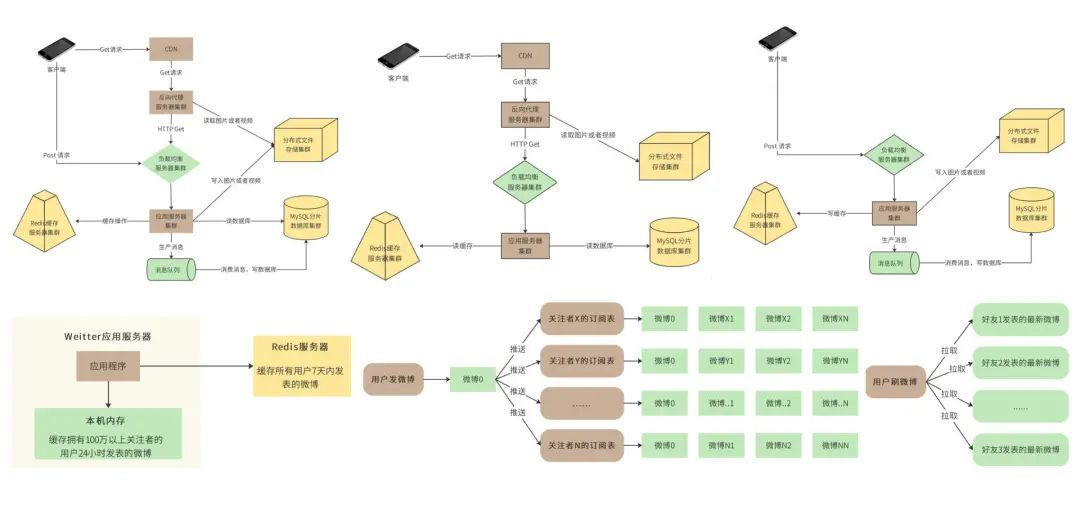 客户端
Get请求
CDN
Get请求
反向代理
服务器集群
读取图片或者视频
HTTP Get
分布式文件
存储集群
Post 请求
负载均衡
服务器集群
写入图片或者视频
Redis缓存
服务器集群
缓存操作
应用服务器
集群
读数据库
MySQL分片
数据库集群
生产消息
消息队列
消费消息，写数据库
客户端
Get请求
CDN
Get请求
反向代理
服务器集群
读取图片或者视频
HTTP Get
分布式文件
存储集群
负载均衡
服务器集群
Redis缓存
服务器集群
读缓存
应用服务器
集群
读数据库
MySQL分片
数据库集群
客户端
Post 请求
负载均衡
服务器集群
分布式文件
存储集群
写入图片或者视频
Redis缓存
服务器集群
写缓存
应用服务器
集群
MySQL分片
数据库集群
生产消息
消息队列
消费消息，写数据库
Weitter应用服务器
应用程序
本机内存
缓存拥有100万以上关注者的
用户24小时发表的微博
Redis服务器
缓存所有用户7天内发
表的微博
用户发微博
微博0
推送
关注者X的订阅表
微博0
微博X1
微博X2
微博XN
推送
关注者Y的订阅表
微博0
微博Y1
微博Y2
微博YN
推送
……
微博0
微博..1
微博..2
微博..N
推送
关注者N的订阅表
微博0
微博N1
微博N2
微博NN
用户刷微博
拉取
好友1发表的最新微博
拉取
好友2发表的最新微博
拉取
……
拉取
好友3发表的最新微博